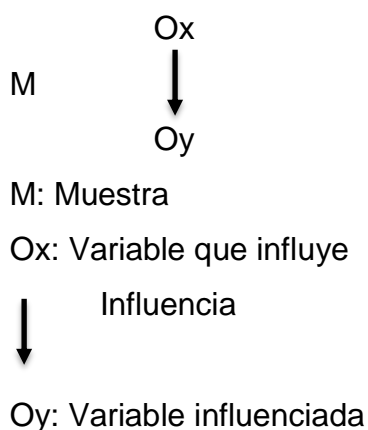 Ox
M
Oy
M: Muestra
Ox: Variable que influye
Influencia
Oy: Variable influenciada